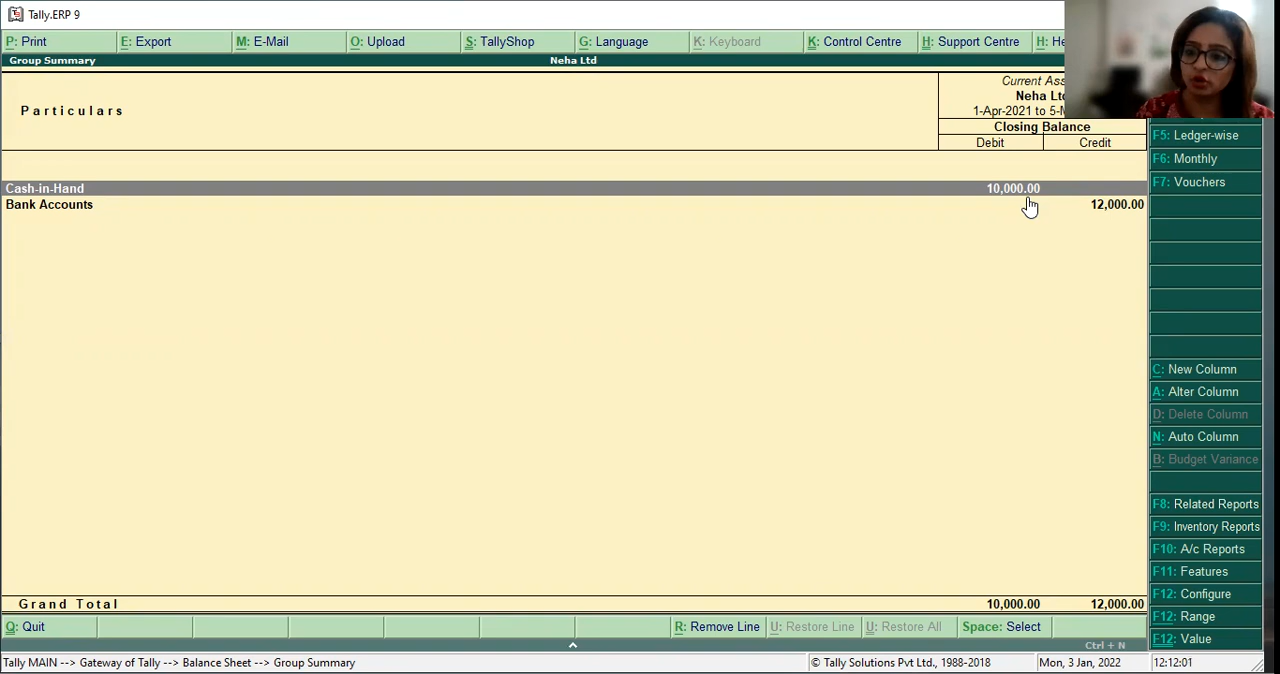 Tally.ERP 9
P: Print
E: Export
M: E-Mail
O: Upload
S: TallyShop
G: Language
K: Keyboard
K: Control Centre
H: Support Centre
H: He
Group Summary
Neha Ltd
Particulars
Current Ass
Neha Ltd
1-Apr-2021 to 5-M
Closing Balance
Debit
Credit
Cash-in-Hand 10,000.00
Bank Accounts 12,000.00
Grand Total 10,000.00 12,000.00
F5: Ledger-wise
F6: Monthly
F7: Vouchers
C: New Column
A: Alter Column
D: Delete Column
N: Auto Column
B: Budget Variance
F8: Related Reports
F9: Inventory Reports
F10: A/c Reports
F11: Features
F12: Configure
F12: Range
F12: Value
Q: Quit
R: Remove Line
U: Restore Line
U: Restore All
Space: Select
Ctrl + N
Tally MAIN --> Gateway of Tally --> Balance Sheet --> Group Summary
© Tally Solutions Pvt Ltd., 1988-2018
Mon, 3 Jan, 2022
12:12:01